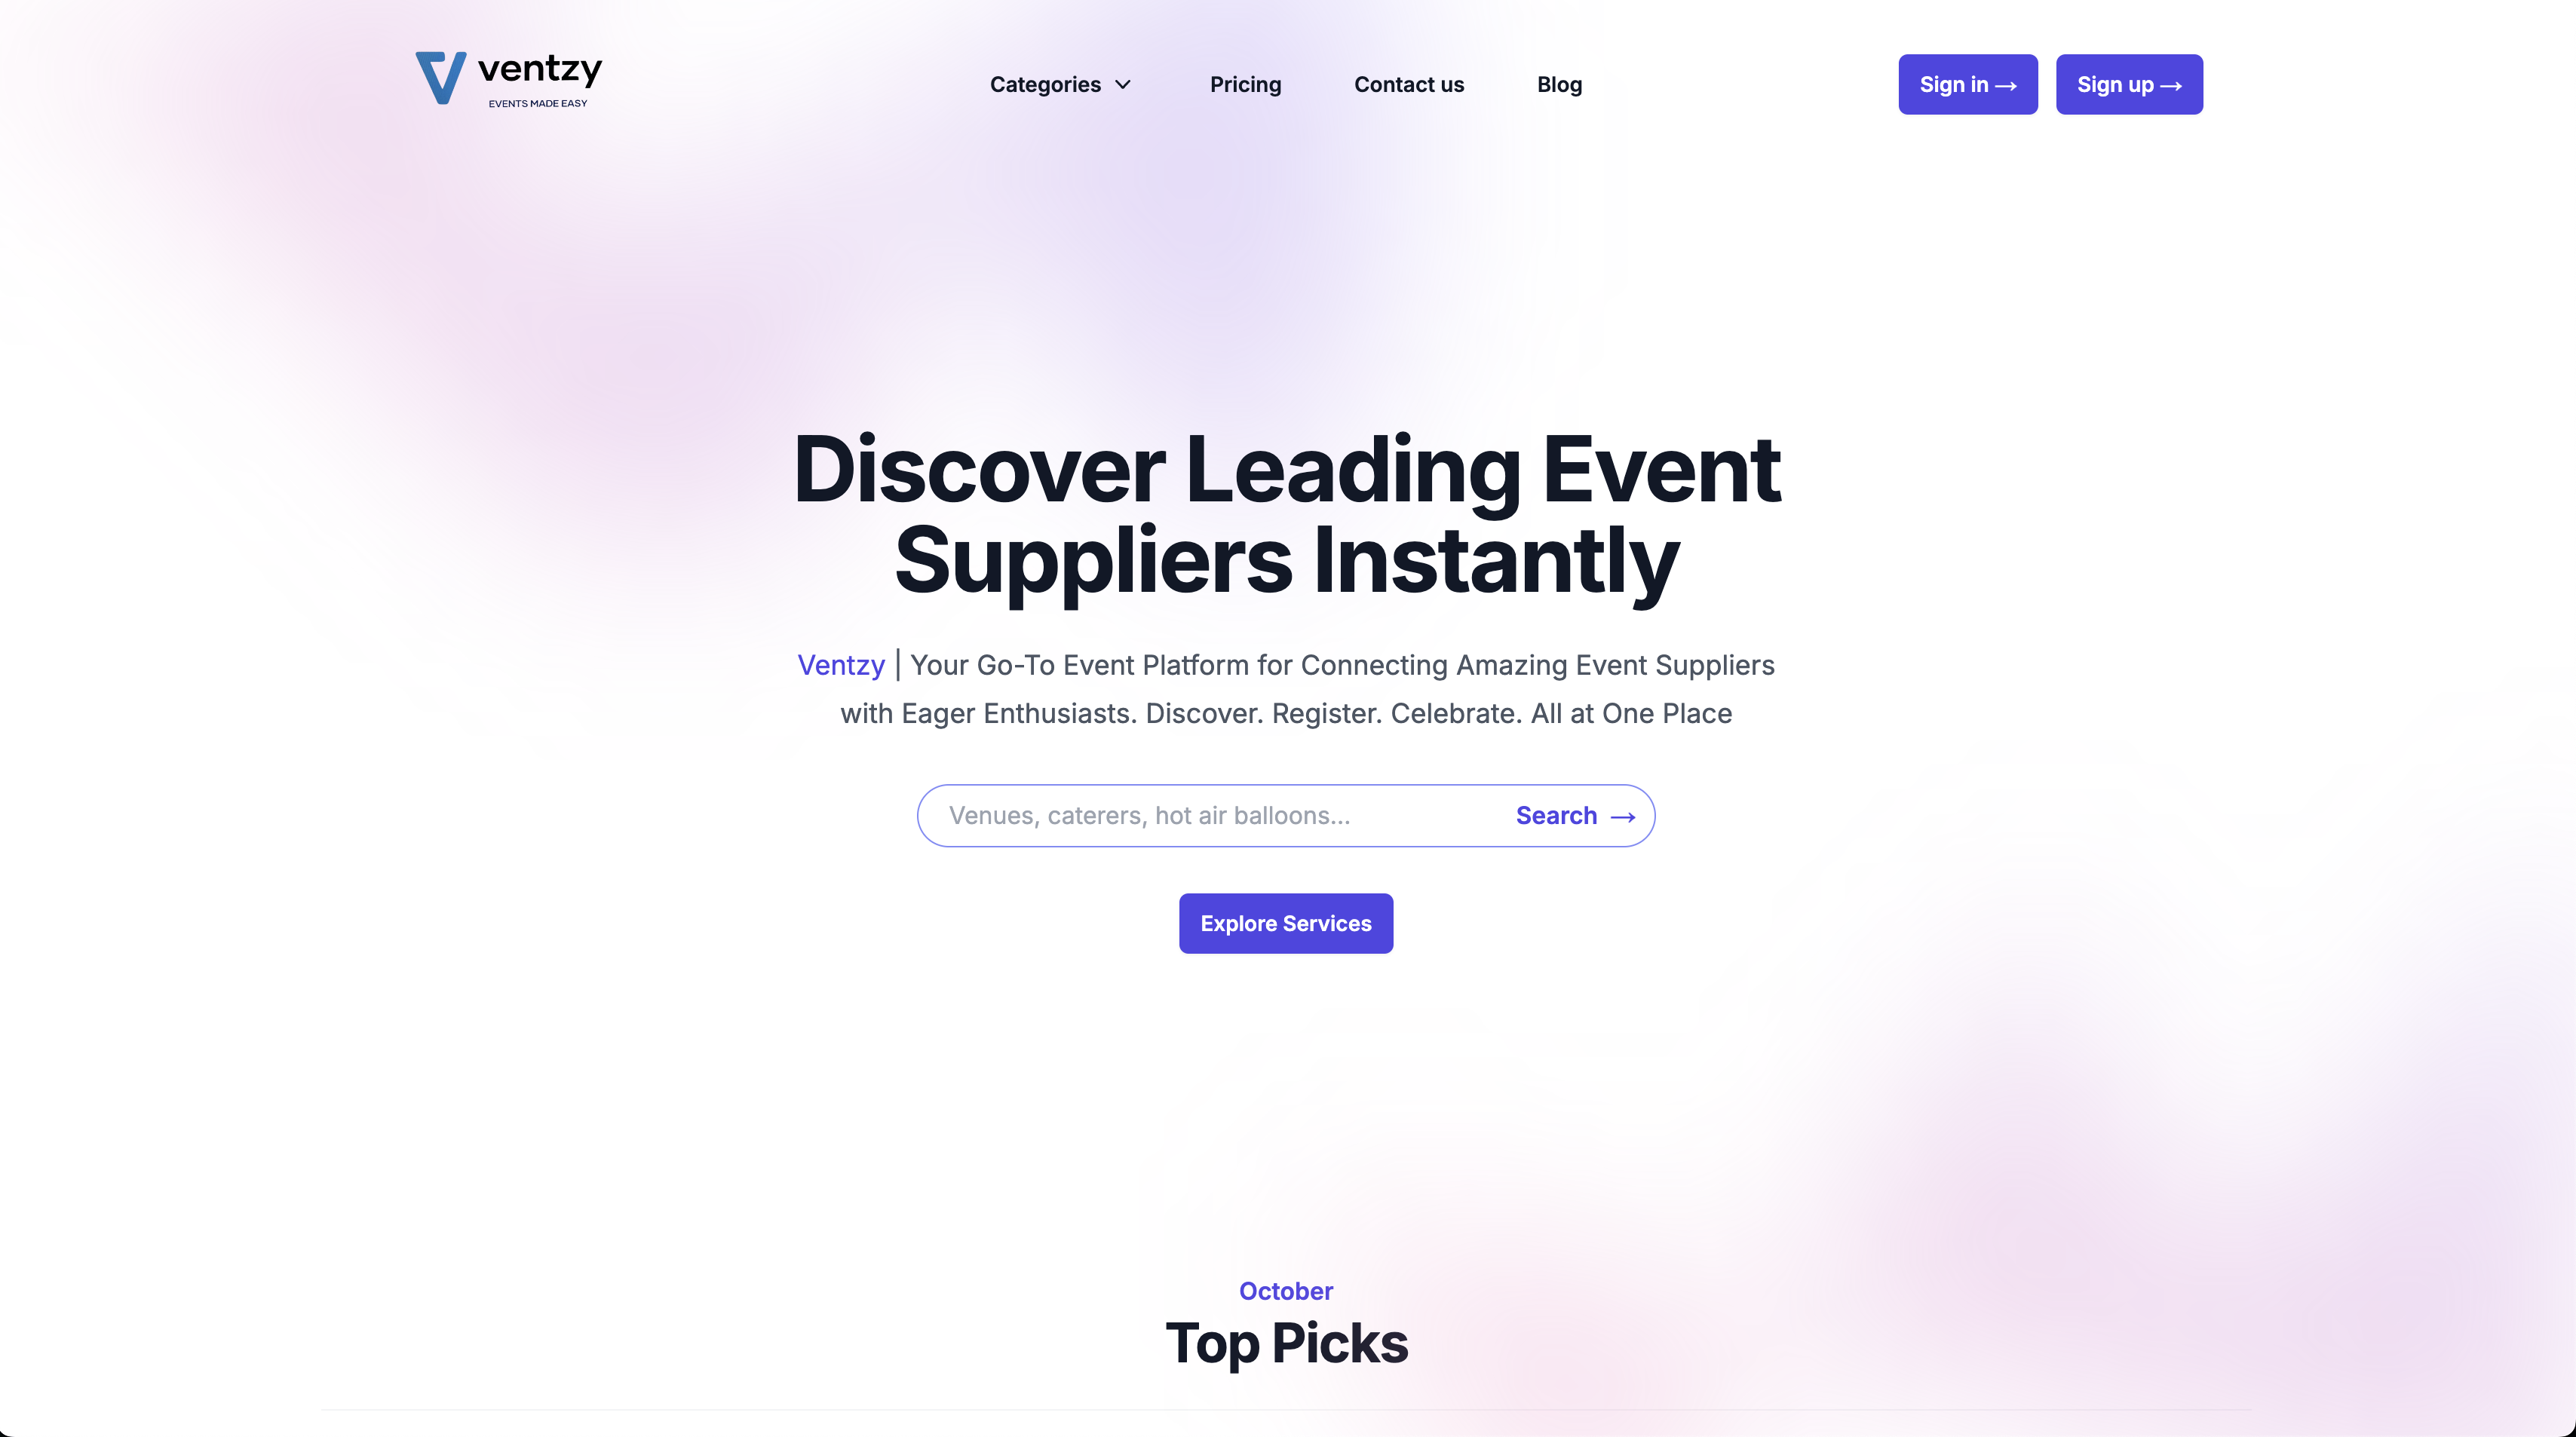 ventzy
EVENTS MADE EASY
Categories
Pricing
Contact us
Blog
Sign in →
Sign up →
Discover Leading Event
Suppliers Instantly
Ventzy | Your Go-To Event Platform for Connecting Amazing Event Suppliers
with Eager Enthusiasts. Discover. Register. Celebrate. All at One Place
Venues, caterers, hot air balloons...
Search →
Explore Services
October
Top Picks